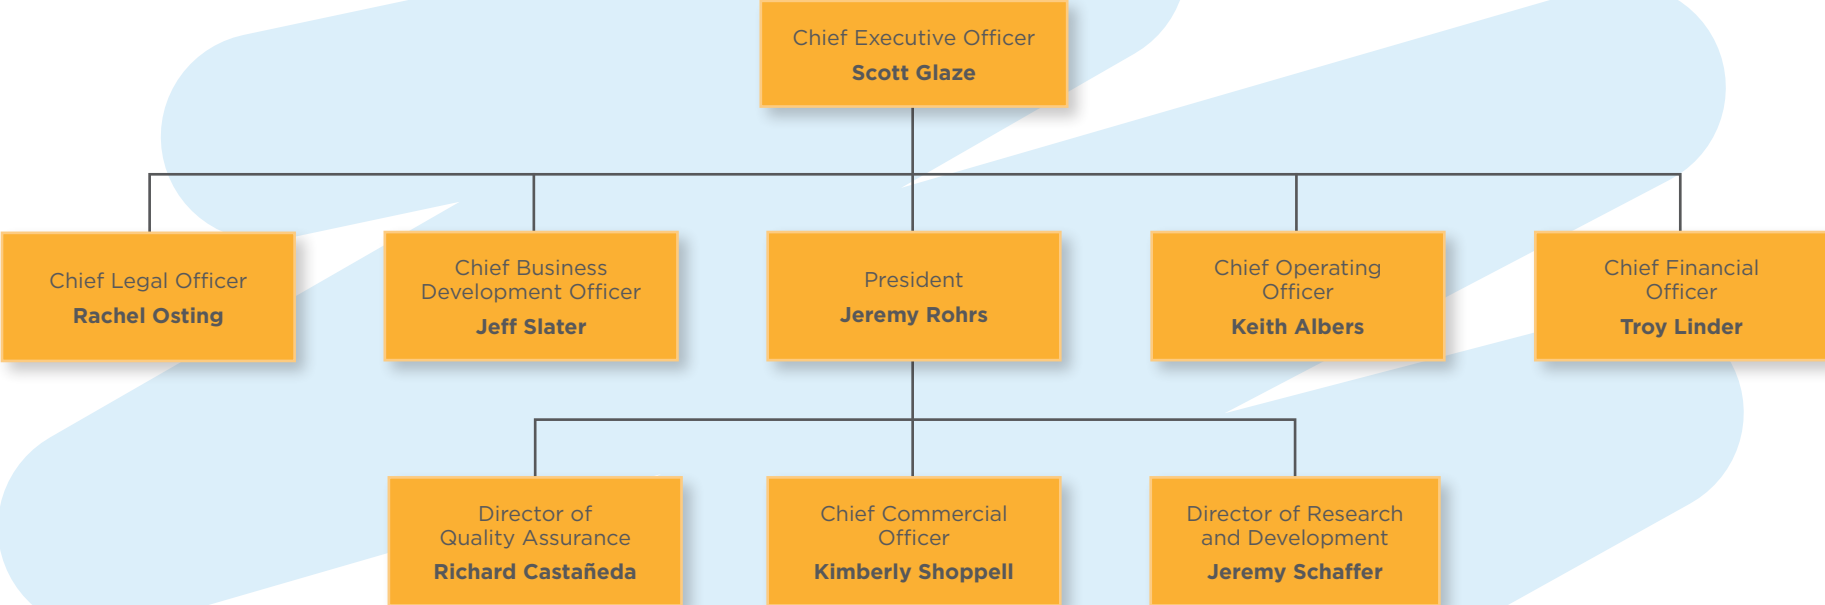 Chief Executive Officer
Scott Glaze
Chief Legal Officer
Rachel Osting
Chief Business
Development Officer
Jeff Slater
President
Jeremy Rohrs
Chief Operating
Officer
Keith Albers
Chief Financial
Officer
Troy Linder
Director of
Quality Assurance
Richard Castañeda
Chief Commercial
Officer
Kimberly Shoppell
Director of Research
and Development
Jeremy Schaffer